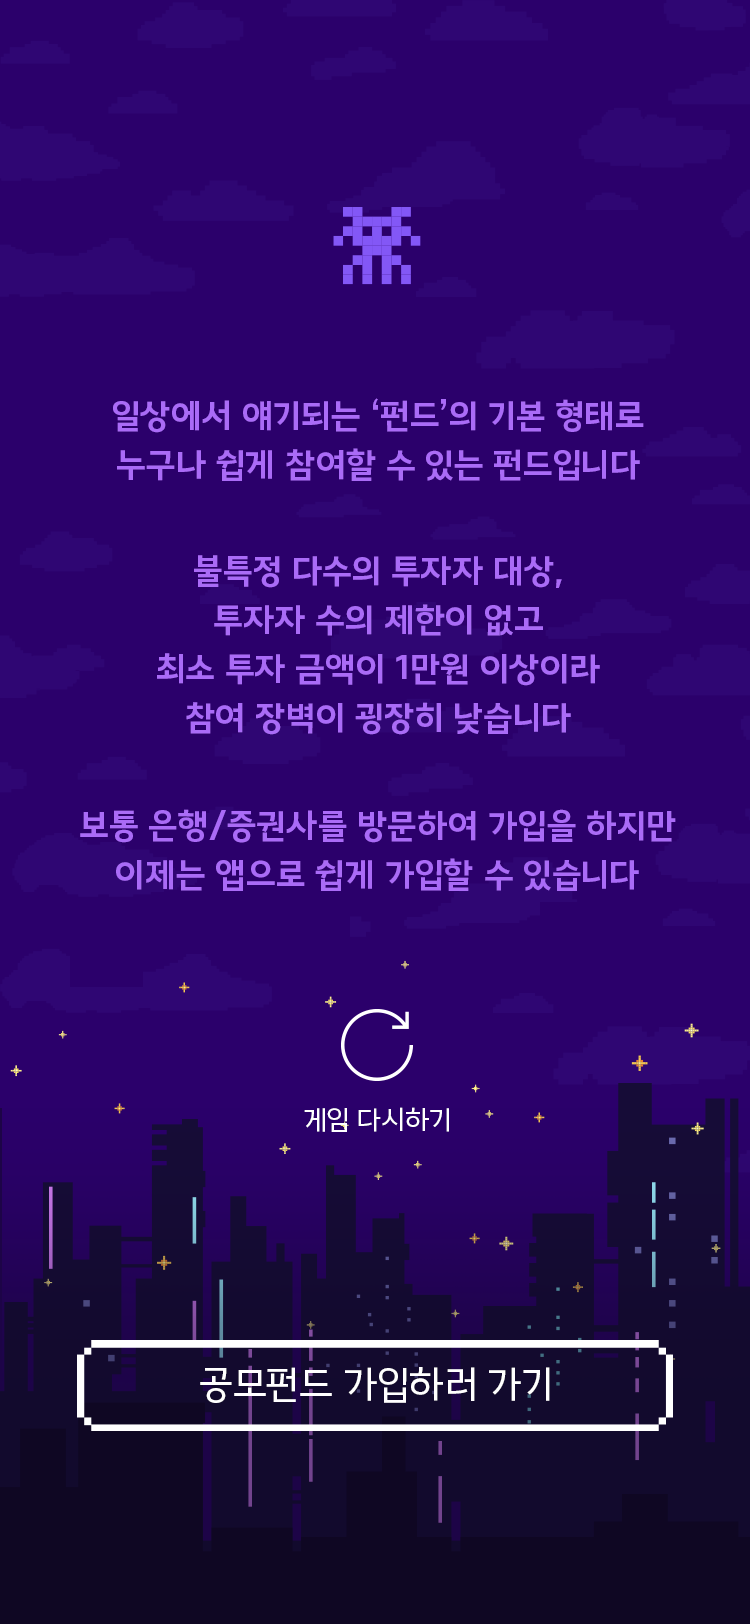 일상에서 얘기되는 ‘펀드’의 기본 형태로
누구나 쉽게 참여할 수 있는 펀드입니다
불특정 다수의 투자자 대상,
투자자 수의 제한이 없고
최소 투자 금액이 1만원 이상이라
참여 장벽이 굉장히 낮습니다
보통 은행/증권사를 방문하여 가입을 하지만
이제는 앱으로 쉽게 가입할 수 있습니다
게임 다시하기
공모펀드 가입하러 가기